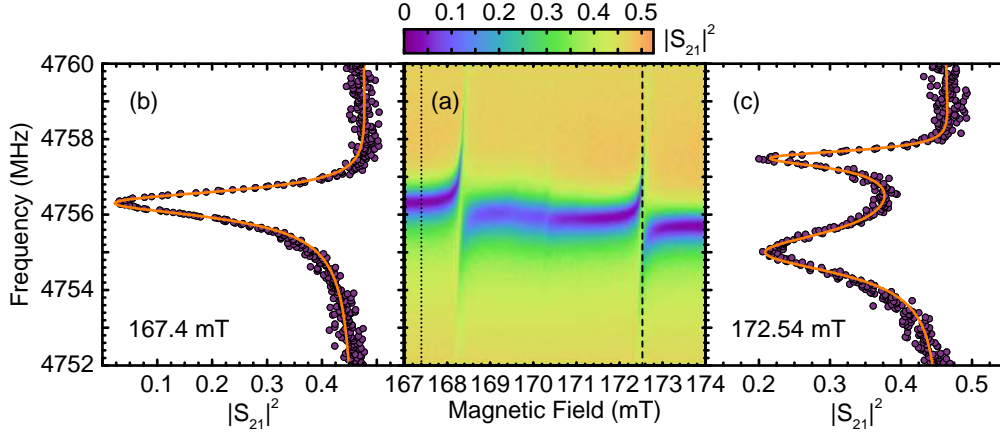 0 0.1 0.2 0.3 0.4 0.5
|S21|²
4760
4758
4756
4754
4752
Frequency (MHz)
(b)
(a)
(c)
167.4 mT
172.54 mT
0.1 0.2 0.3 0.4
167 168 169 170 171 172 173 174
0.2 0.3 0.4 0.5
|S21|²
Magnetic Field (mT)
|S21|²